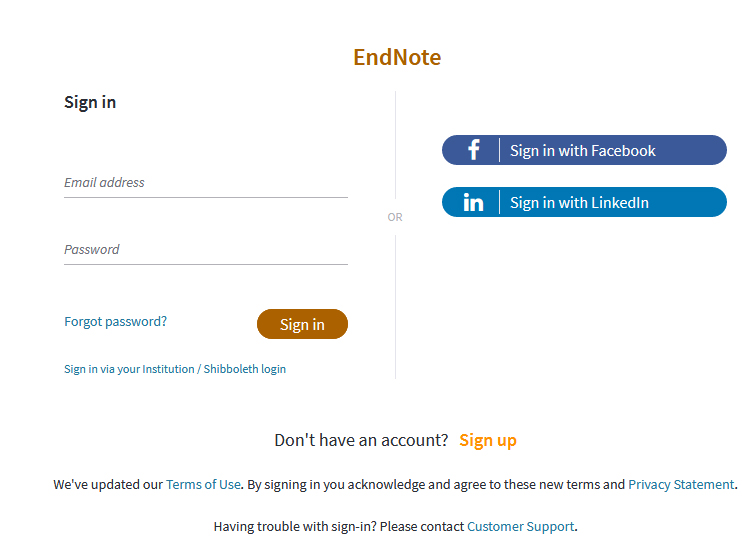 EndNote
Sign in
Email address
Password
Forgot password?
Sign in
Sign in via your Institution / Shibboleth login
OR
Sign in with Facebook
in Sign in with LinkedIn
Don't have an account? Sign up
We've updated our Terms of Use. By signing in you acknowledge and agree to these new terms and Privacy Statement.
Having trouble with sign-in? Please contact Customer Support.